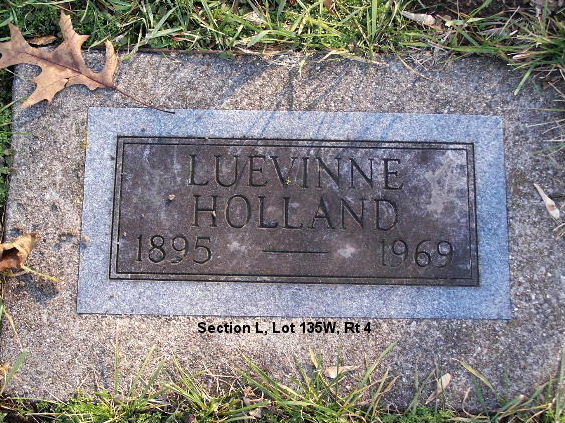 LUEVINNE
HOLLAND
1895 — 1969
Section L, Lot 135W, Rt 4